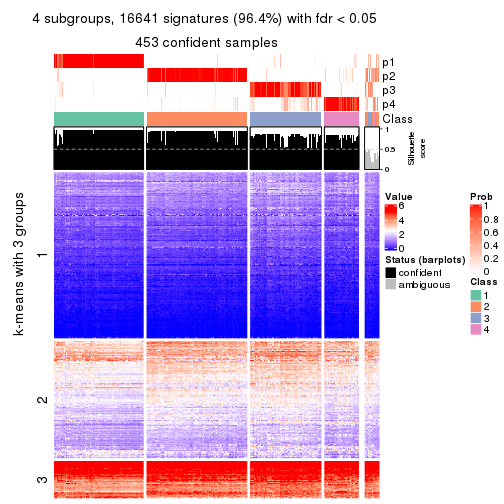 4 subgroups, 16641 signatures (96.4%) with fdr < 0.05
453 confident samples
p1
p2
p3
p4
Class
1
0.5
0
Silhouette
score
k-means with 3 groups
1
2
3
Value
6
4
2
0
Status (barplots)
confident
ambiguous
Prob
1
0.8
0.6
0.4
0.2
0
Class
1
2
3
4